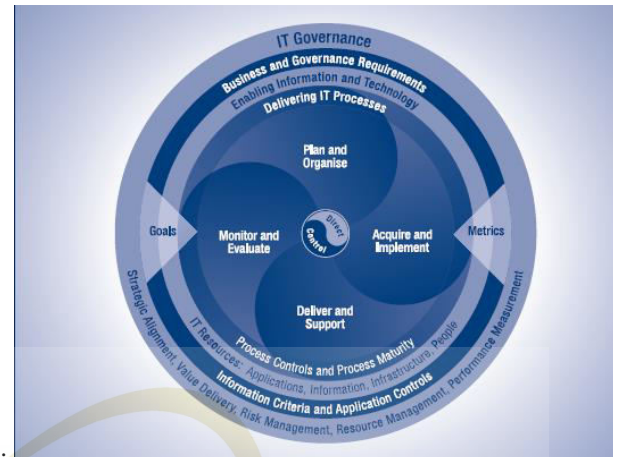 IT Governance
Business and Governance Requirements
Enabling Information and Technology
Delivering IT Processes
Plan and
Organise
Goals
Monitor and
Evaluate
Direct
Control
Acquire and
Implement
Metrics
Deliver and
Support
Process Controls and Process Maturity
IT Resources: Applications, Information, Infrastructure, People
Information Criteria and Application Controls
Strategic Alignment, Value Delivery, Risk Management, Resource Management, Performance Measurement
.